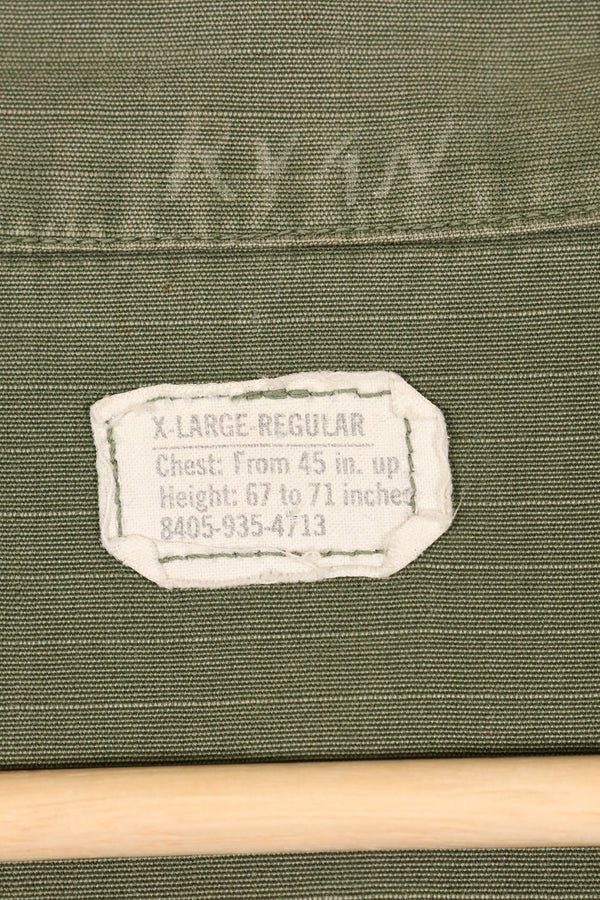 RYAN
X-LARGE-REGULAR
Chest: From 45 in. up
Height: 67 to 71 inches
8405-935-4713